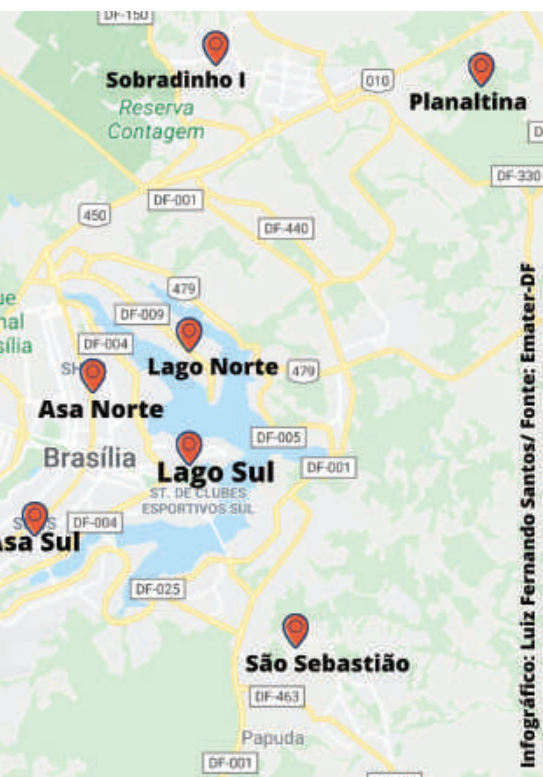 DF-150
Sobradinho I
010
Planaltina
Reserva
Contagem
DF-330
DF-001
450
DF-440
479
DF-009
DF-004
Lago Norte
479
Asa Norte
DF-005
Brasília
Lago Sul
DF-001
ST. DE CLUBES
ESPORTIVOS SUL
DF-004
Asa Sul
DF-025
São Sebastião
DF-463
Papuda
DF-001
Infográfico: Luiz Fernando Santos/ Fonte: Emater-DF